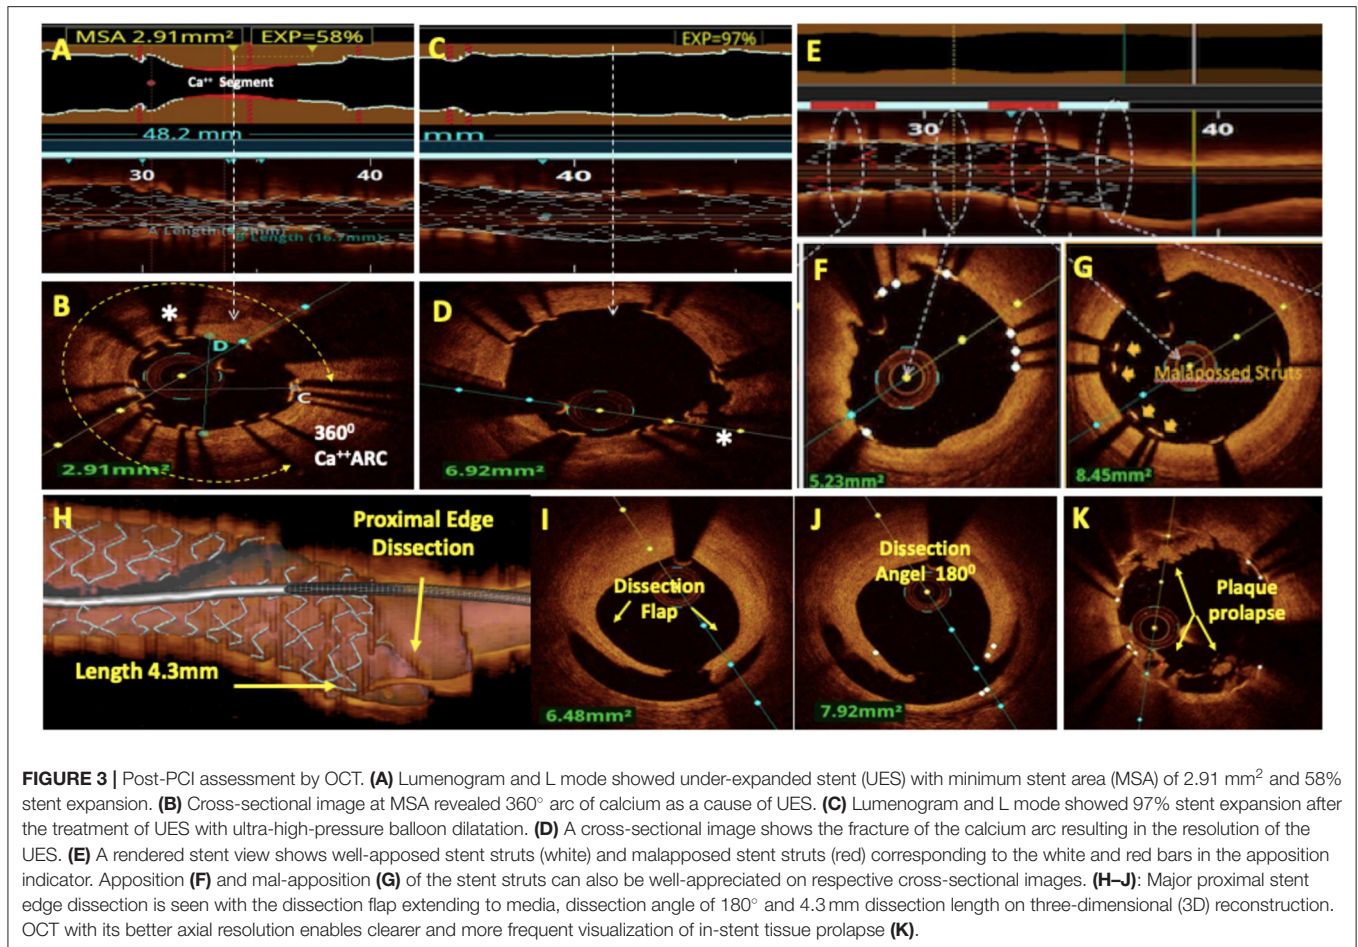 A
MSA 2.91mm²
EXP=58%
Ca⁺⁺ Segment
48.2 mm
30
40
B Length (16.7mm)
C
EXP=97%
mm
40
E
30
40
B
*
D
C
360⁰
Ca⁺⁺ARC
2.91mm²
D
*
6.92mm²
F
5.23mm²
G
Malapossed Struts
8.45mm²
H
Proximal Edge
Dissection
Length 4.3mm
I
Dissection
Flap
6.48mm²
J
Dissection
Angel 180⁰
7.92mm²
K
Plaque
prolapse
FIGURE 3 | Post-PCI assessment by OCT. (A) Lumenogram and L mode showed under-expanded stent (UES) with minimum stent area (MSA) of 2.91 mm² and 58%
stent expansion. (B) Cross-sectional image at MSA revealed 360° arc of calcium as a cause of UES. (C) Lumenogram and L mode showed 97% stent expansion after
the treatment of UES with ultra-high-pressure balloon dilatation. (D) A cross-sectional image shows the fracture of the calcium arc resulting in the resolution of the
UES. (E) A rendered stent view shows well-apposed stent struts (white) and malapposed stent struts (red) corresponding to the white and red bars in the apposition
indicator. Apposition (F) and mal-apposition (G) of the stent struts can also be well-appreciated on respective cross-sectional images. (H–J): Major proximal stent
edge dissection is seen with the dissection flap extending to media, dissection angle of 180° and 4.3 mm dissection length on three-dimensional (3D) reconstruction.
OCT with its better axial resolution enables clearer and more frequent visualization of in-stent tissue prolapse (K).